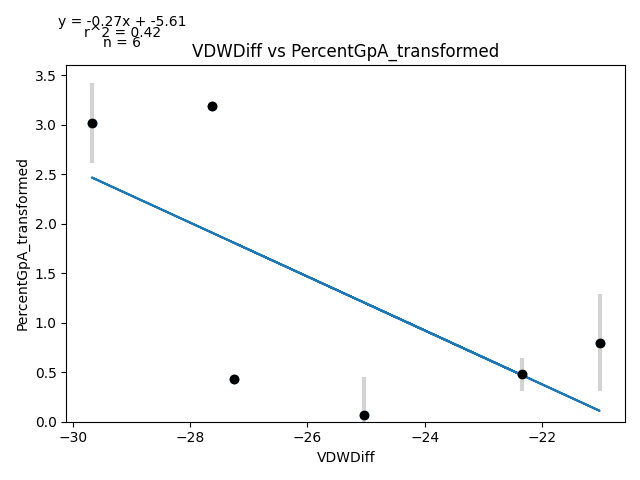 y = -0.27x + -5.61
r^2 = 0.42
n = 6
VDWDiff vs PercentGpA_transformed
3.5
3.0
2.5
2.0
1.5
1.0
0.5
0.0
PercentGpA_transformed
−30 −28 −26 −24 −22
VDWDiff